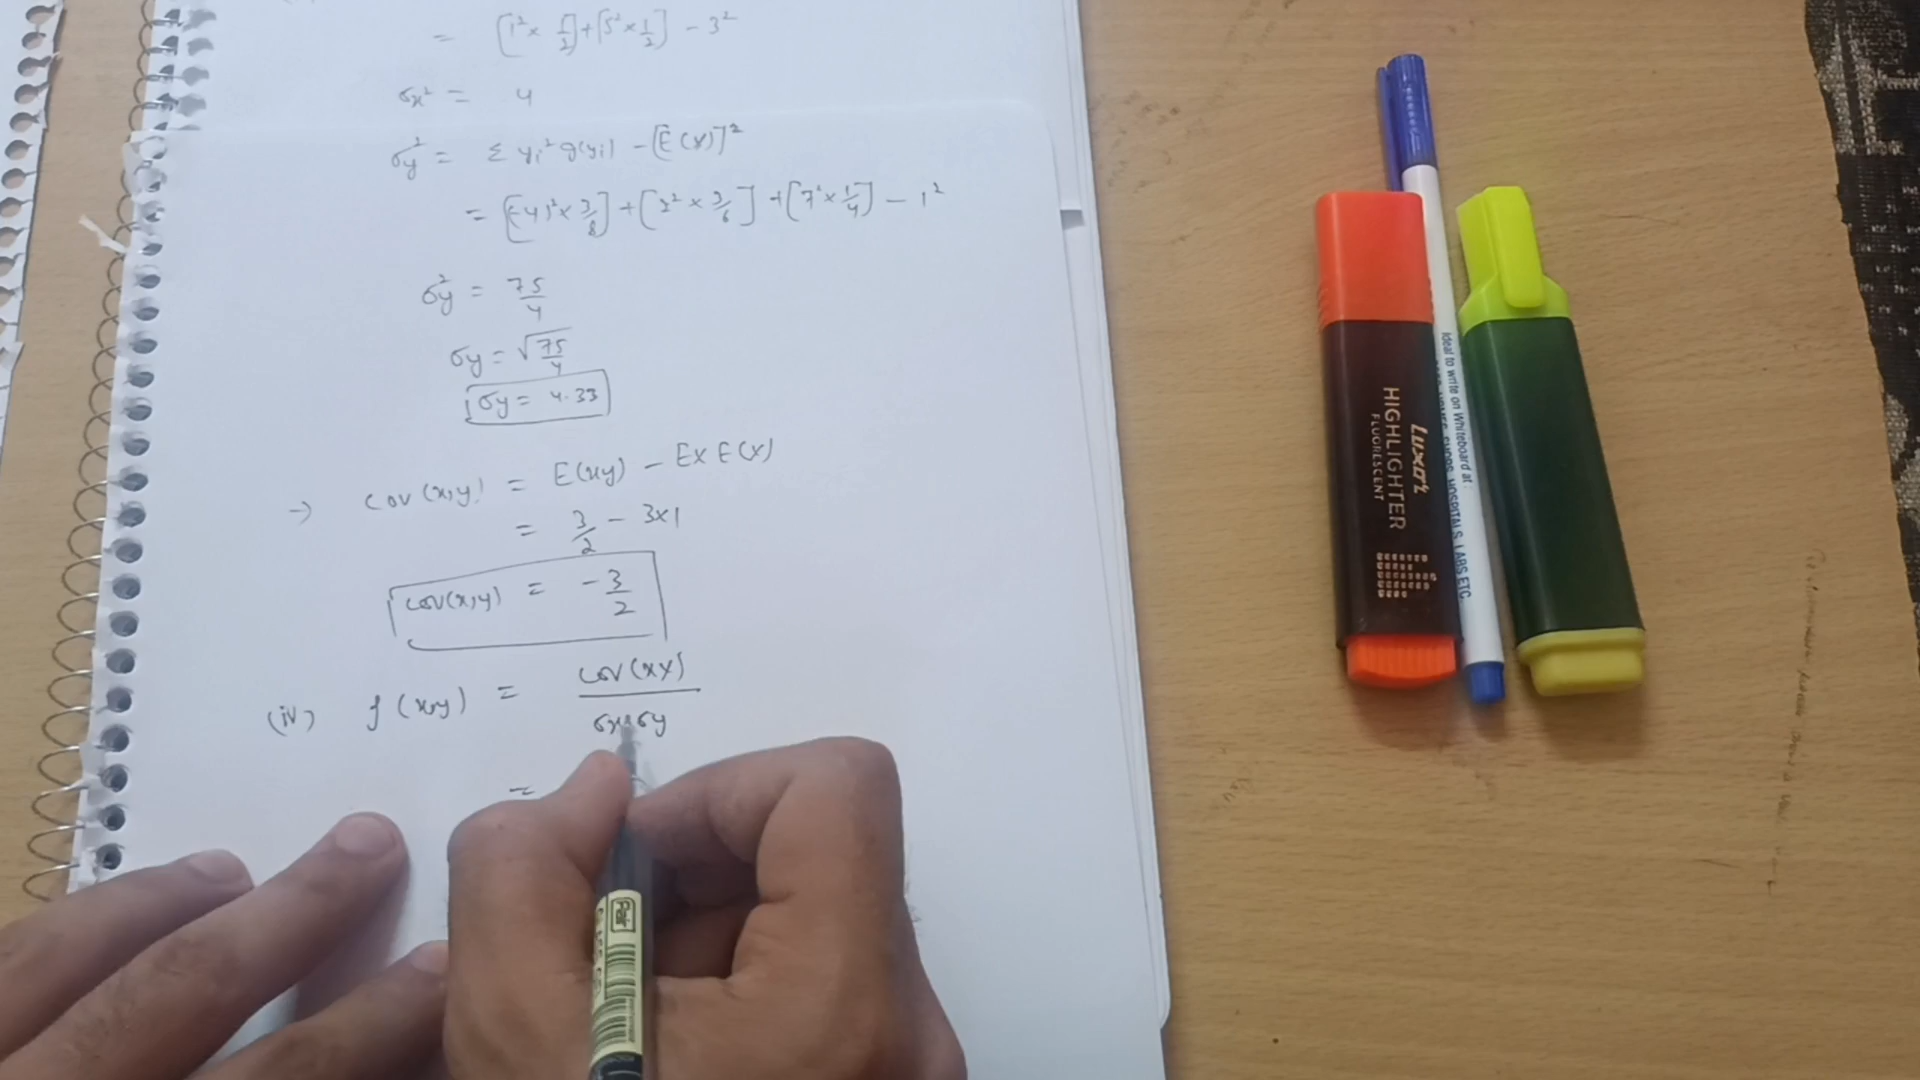 = [1² × 1/2] + [5² × 1/2] - 3²
σx² = 4
σy² = Σ yi² g(yi) - [E(Y)]²
= [(-4)² × 3/8] + [2² × 3/8] + [7² × 1/4] - 1²
σy² = 75/4
σy = √75/4
σy = 4.33
→ cov(x,y) = E(xy) - EX E(Y)
= 3/2 - 3×1
cov(x,y) = -3/2
(iv) ρ(x,y) = cov(XY)
σx σy
=
Luxor
HIGHLIGHTER
FLUORESCENT
Ideal to write on Whiteboard at :
HOSPITALS, LABS ETC.
Flair